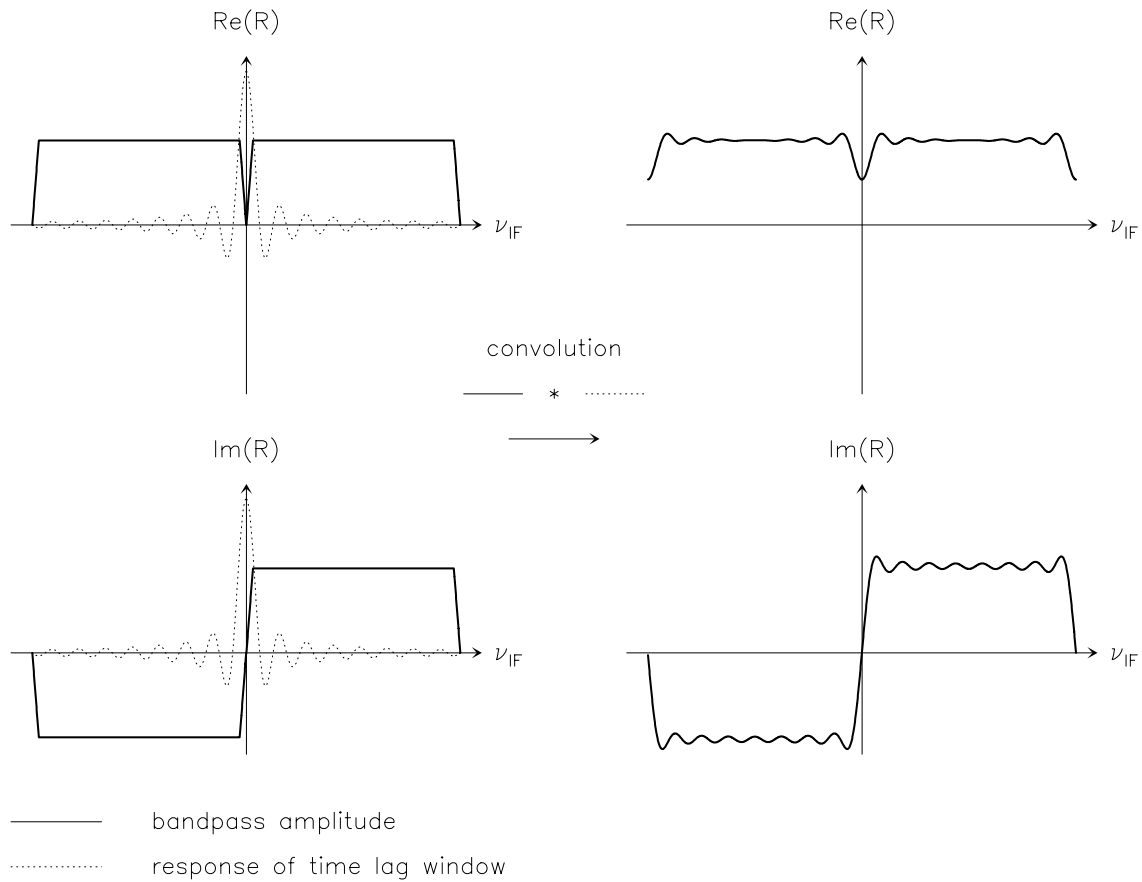 Re(R)
Re(R)
ν_IF
ν_IF
convolution
*
Im(R)
Im(R)
ν_IF
ν_IF
bandpass amplitude
response of time lag window